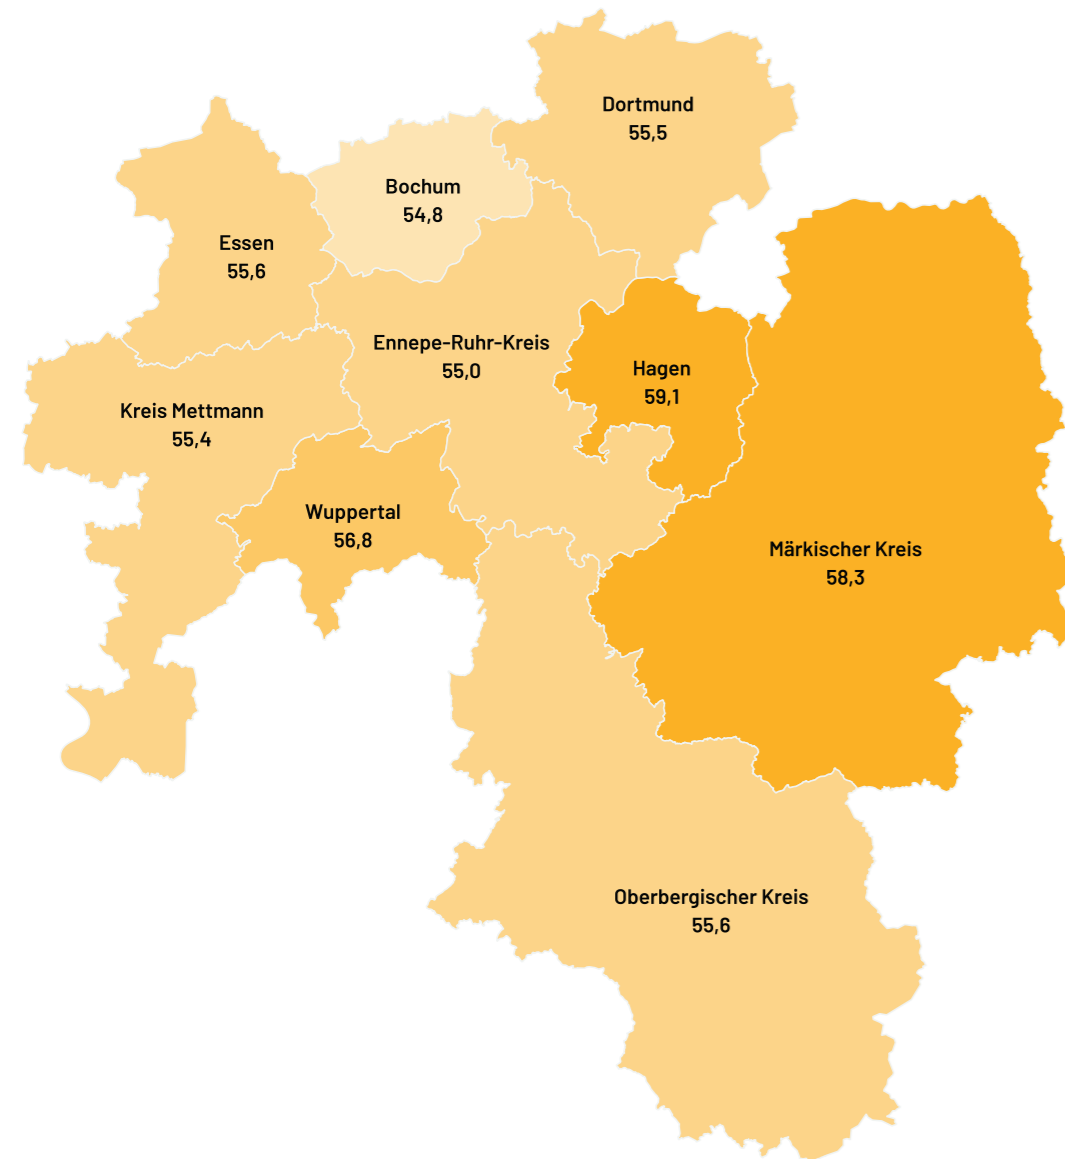 Dortmund
55,5
Bochum
54,8
Essen
55,6
Ennepe-Ruhr-Kreis
55,0
Hagen
59,1
Kreis Mettmann
55,4
Wuppertal
56,8
Märkischer Kreis
58,3
Oberbergischer Kreis
55,6